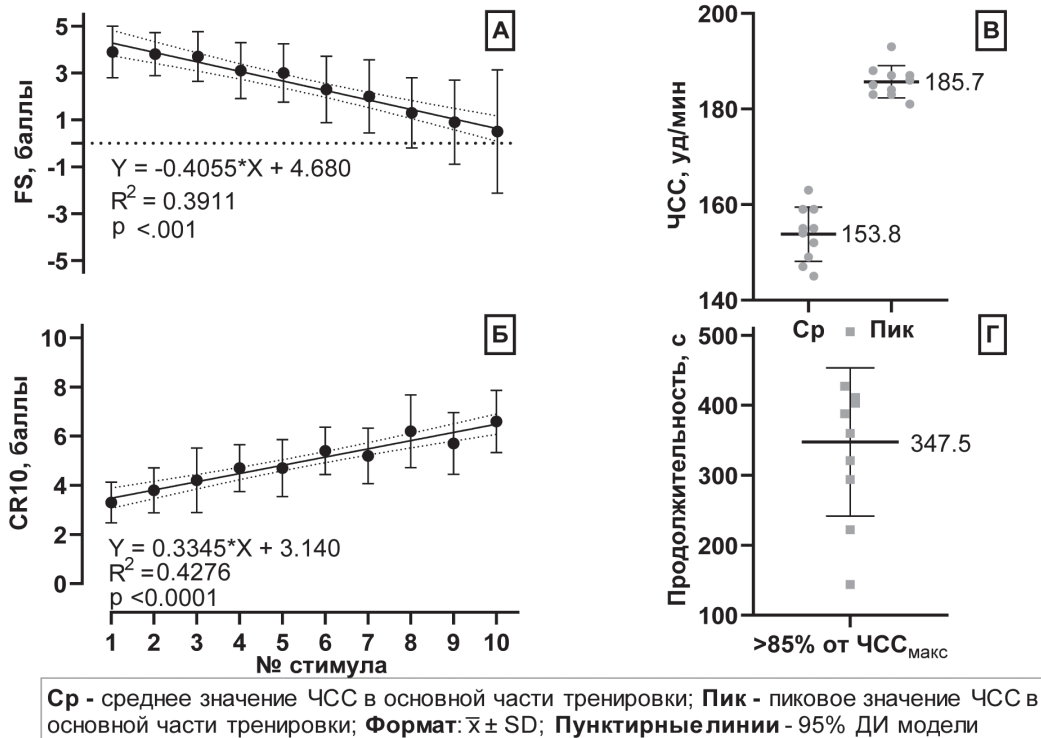 А
5
3
1
-1
-3
-5
FS, баллы
Y = -0.4055*X + 4.680
R² = 0.3911
p <.001
Б
10
8
6
4
2
0
CR10, баллы
Y = 0.3345*X + 3.140
R² =0.4276
p <0.0001
1 2 3 4 5 6 7 8 9 10
№ стимула
В
200
180
160
140
ЧСС, уд/мин
185.7
153.8
Ср Пик
Г
500
400
300
200
100
Продолжительность, с
347.5
>85% от ЧССмакс
Ср - среднее значение ЧСС в основной части тренировки; Пик - пиковое значение ЧСС в
основной части тренировки; Формат: x̅ ± SD; Пунктирные линии - 95% ДИ модели